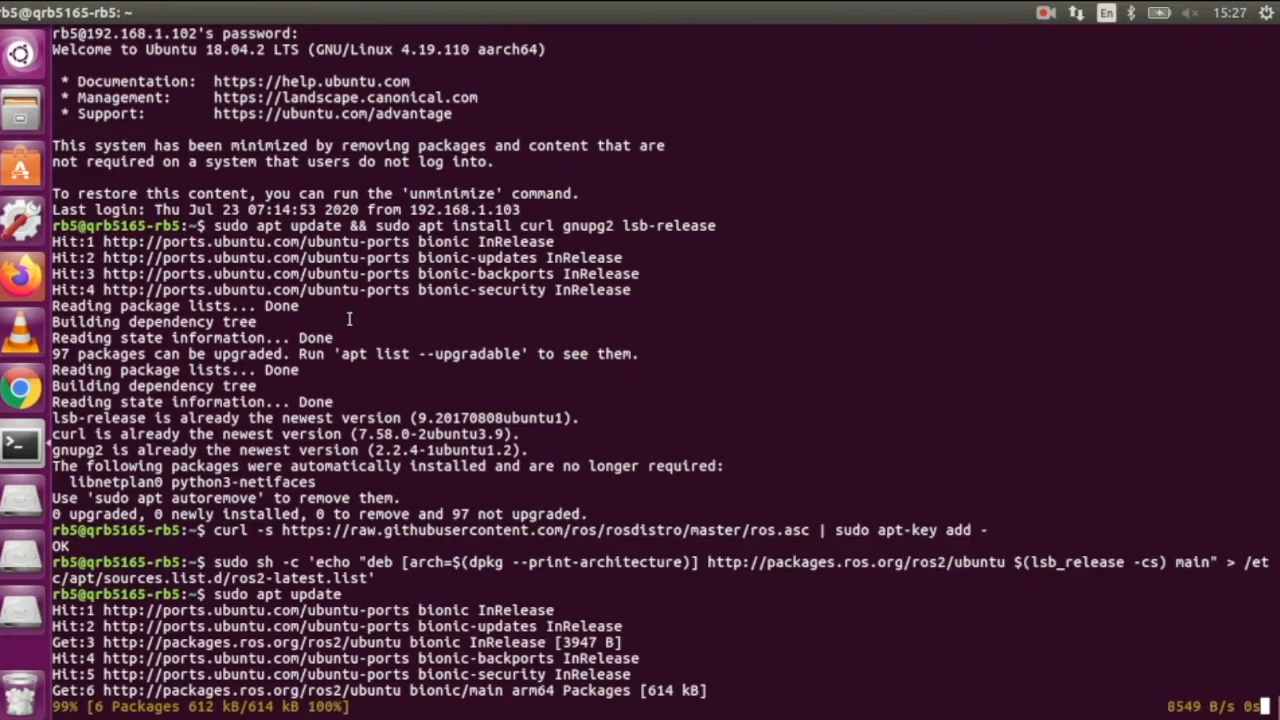 rb5@qrb5165-rb5: ~
En
15:27
rb5@192.168.1.102's password:
Welcome to Ubuntu 18.04.2 LTS (GNU/Linux 4.19.110 aarch64)
* Documentation:  https://help.ubuntu.com
* Management:     https://landscape.canonical.com
* Support:        https://ubuntu.com/advantage
This system has been minimized by removing packages and content that are
not required on a system that users do not log into.
To restore this content, you can run the 'unminimize' command.
Last login: Thu Jul 23 07:14:53 2020 from 192.168.1.103
rb5@qrb5165-rb5:~$ sudo apt update && sudo apt install curl gnupg2 lsb-release
Hit:1 http://ports.ubuntu.com/ubuntu-ports bionic InRelease
Hit:2 http://ports.ubuntu.com/ubuntu-ports bionic-updates InRelease
Hit:3 http://ports.ubuntu.com/ubuntu-ports bionic-backports InRelease
Hit:4 http://ports.ubuntu.com/ubuntu-ports bionic-security InRelease
Reading package lists... Done
Building dependency tree
Reading state information... Done
97 packages can be upgraded. Run 'apt list --upgradable' to see them.
Reading package lists... Done
Building dependency tree
Reading state information... Done
lsb-release is already the newest version (9.20170808ubuntu1).
curl is already the newest version (7.58.0-2ubuntu3.9).
gnupg2 is already the newest version (2.2.4-1ubuntu1.2).
The following packages were automatically installed and are no longer required:
  libnetplan0 python3-netifaces
Use 'sudo apt autoremove' to remove them.
0 upgraded, 0 newly installed, 0 to remove and 97 not upgraded.
rb5@qrb5165-rb5:~$ curl -s https://raw.githubusercontent.com/ros/rosdistro/master/ros.asc | sudo apt-key add -
OK
rb5@qrb5165-rb5:~$ sudo sh -c 'echo "deb [arch=$(dpkg --print-architecture)] http://packages.ros.org/ros2/ubuntu $(lsb_release -cs) main" > /et
c/apt/sources.list.d/ros2-latest.list'
rb5@qrb5165-rb5:~$ sudo apt update
Hit:1 http://ports.ubuntu.com/ubuntu-ports bionic InRelease
Hit:2 http://ports.ubuntu.com/ubuntu-ports bionic-updates InRelease
Get:3 http://packages.ros.org/ros2/ubuntu bionic InRelease [3947 B]
Hit:4 http://ports.ubuntu.com/ubuntu-ports bionic-backports InRelease
Hit:5 http://ports.ubuntu.com/ubuntu-ports bionic-security InRelease
Get:6 http://packages.ros.org/ros2/ubuntu bionic/main arm64 Packages [614 kB]
99% [6 Packages 612 kB/614 kB 100%] 8549 B/s 0s